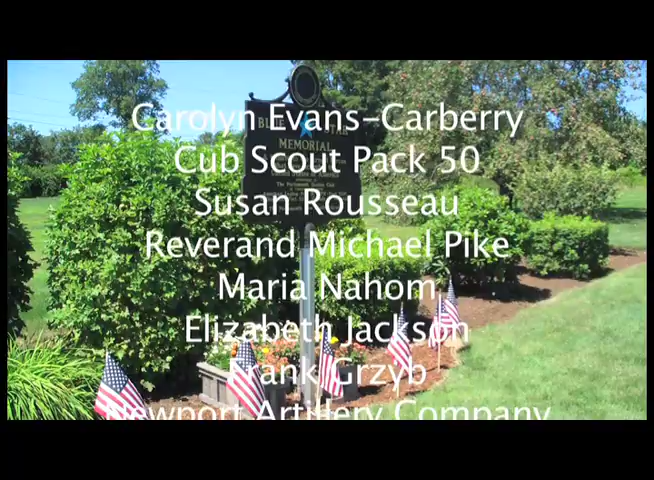 Carolyn Evans-Carberry
Cub Scout Pack 50
MEMORIAL
Susan Rousseau
Reverand Michael Pike
Maria Nahom
Elizabeth Jackson
Frank Grzyb
Newport Artillery Company